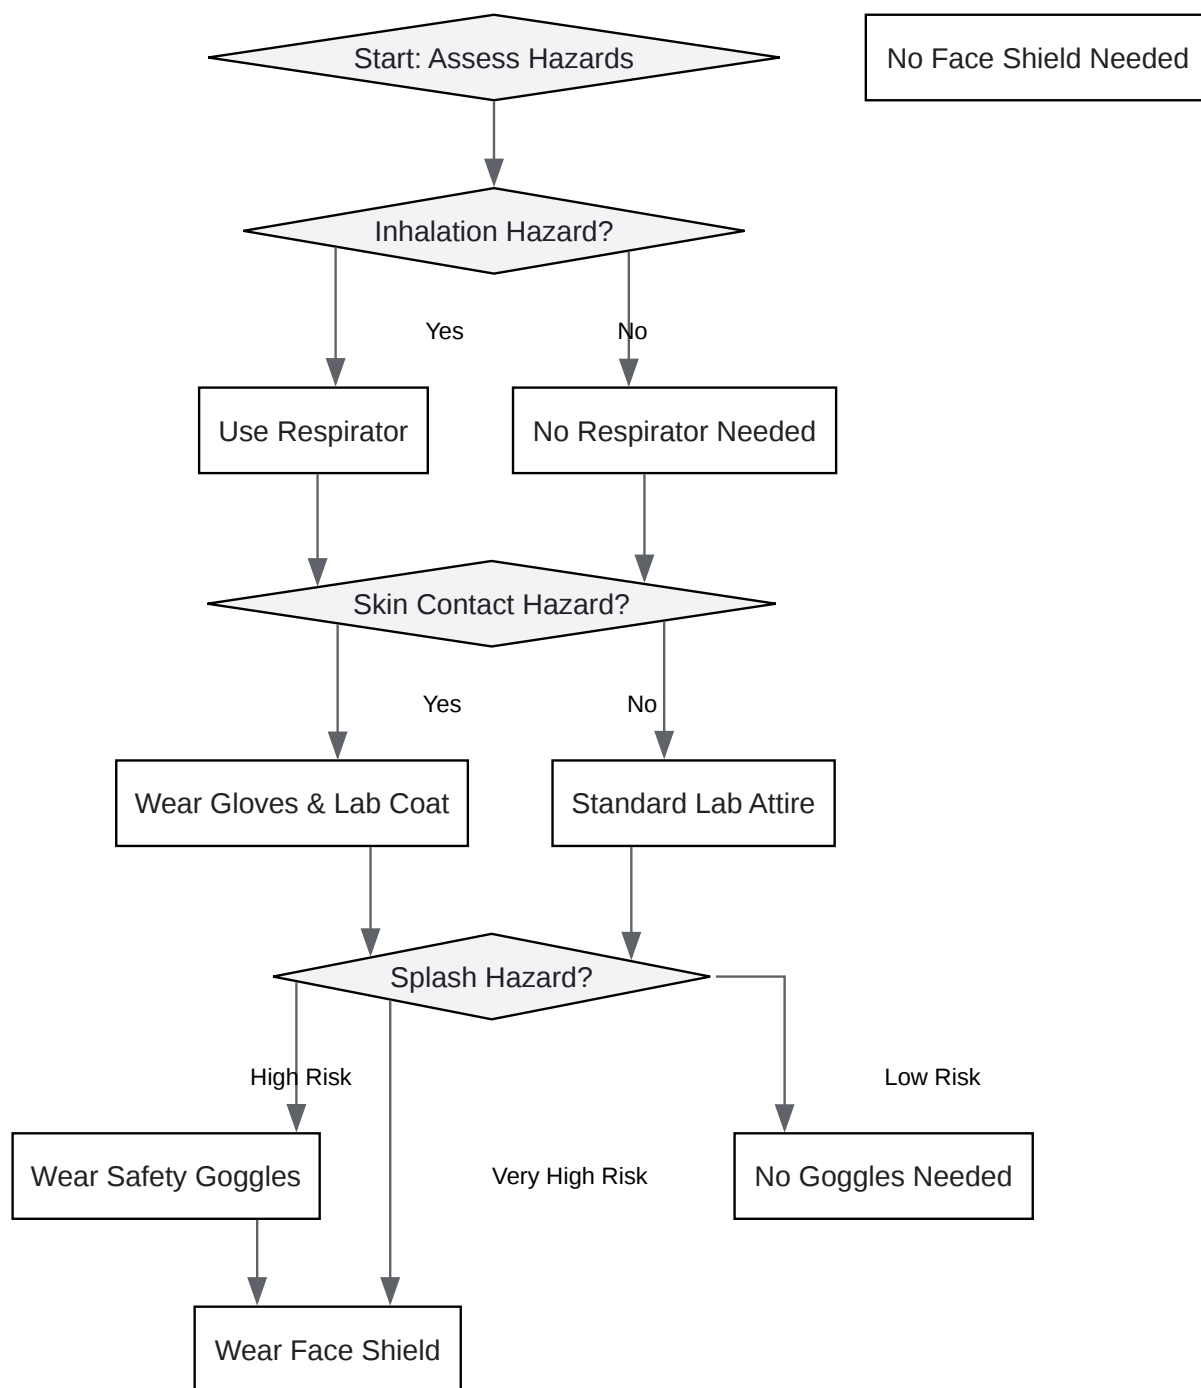 Start: Assess Hazards
No Face Shield Needed
Inhalation Hazard?
Yes
No
Use Respirator
No Respirator Needed
Skin Contact Hazard?
Yes
No
Wear Gloves & Lab Coat
Standard Lab Attire
Splash Hazard?
High Risk
Low Risk
Wear Safety Goggles
Very High Risk
No Goggles Needed
Wear Face Shield